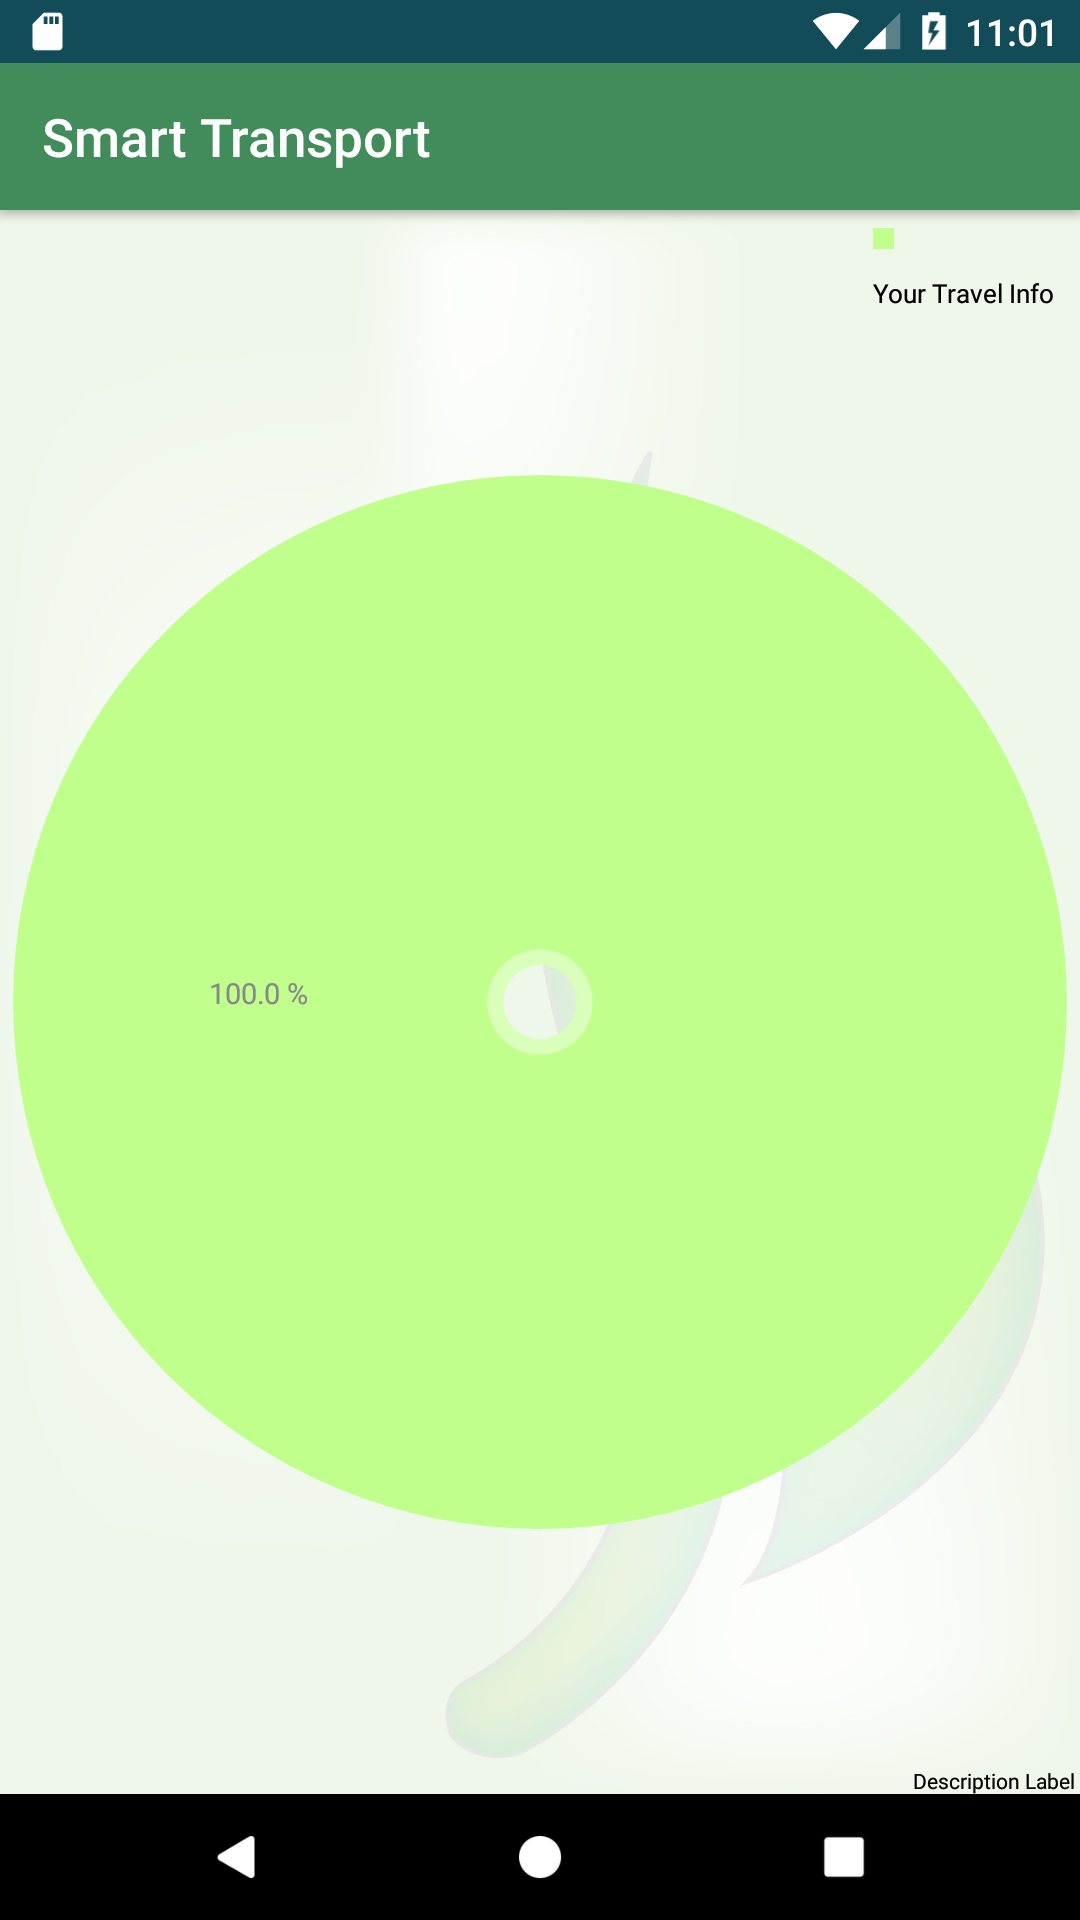 11:01
Smart Transport
Your Travel Info
100.0 %
Description Label